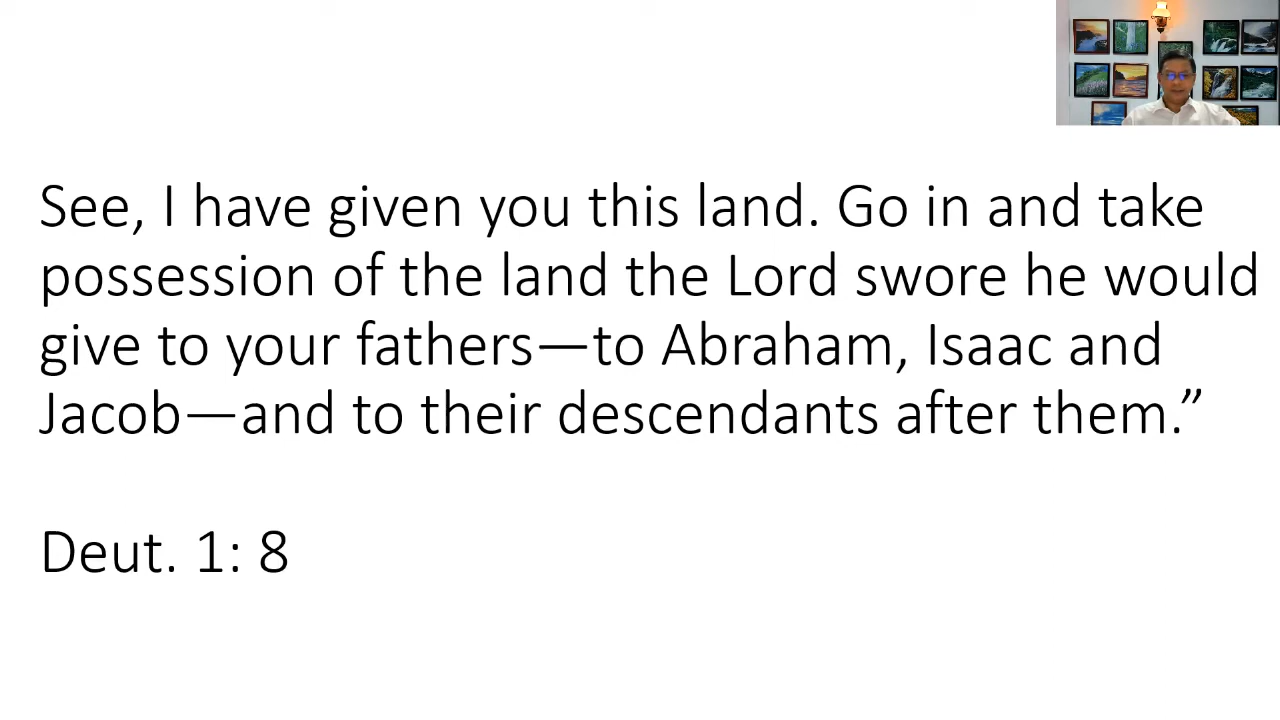 See, I have given you this land. Go in and take
possession of the land the Lord swore he would
give to your fathers—to Abraham, Isaac and
Jacob—and to their descendants after them.”
Deut. 1: 8